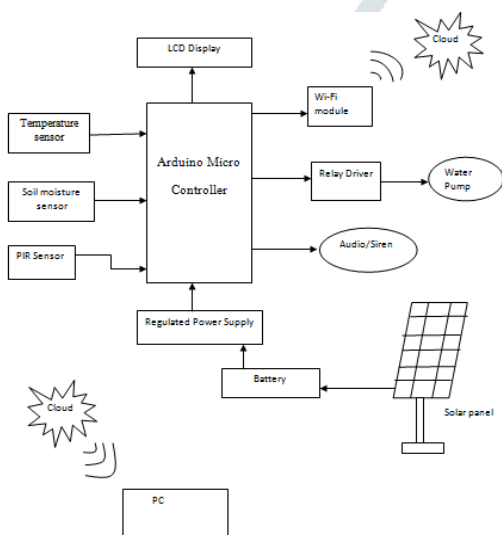 Cloud
LCD Display
Wi-Fi
module
Temperature
sensor
Arduino Micro
Controller
Relay Driver
Water
Pump
Soil moisture
sensor
PIR Sensor
Audio/Siren
Regulated Power Supply
Battery
Solar panel
Cloud
PC